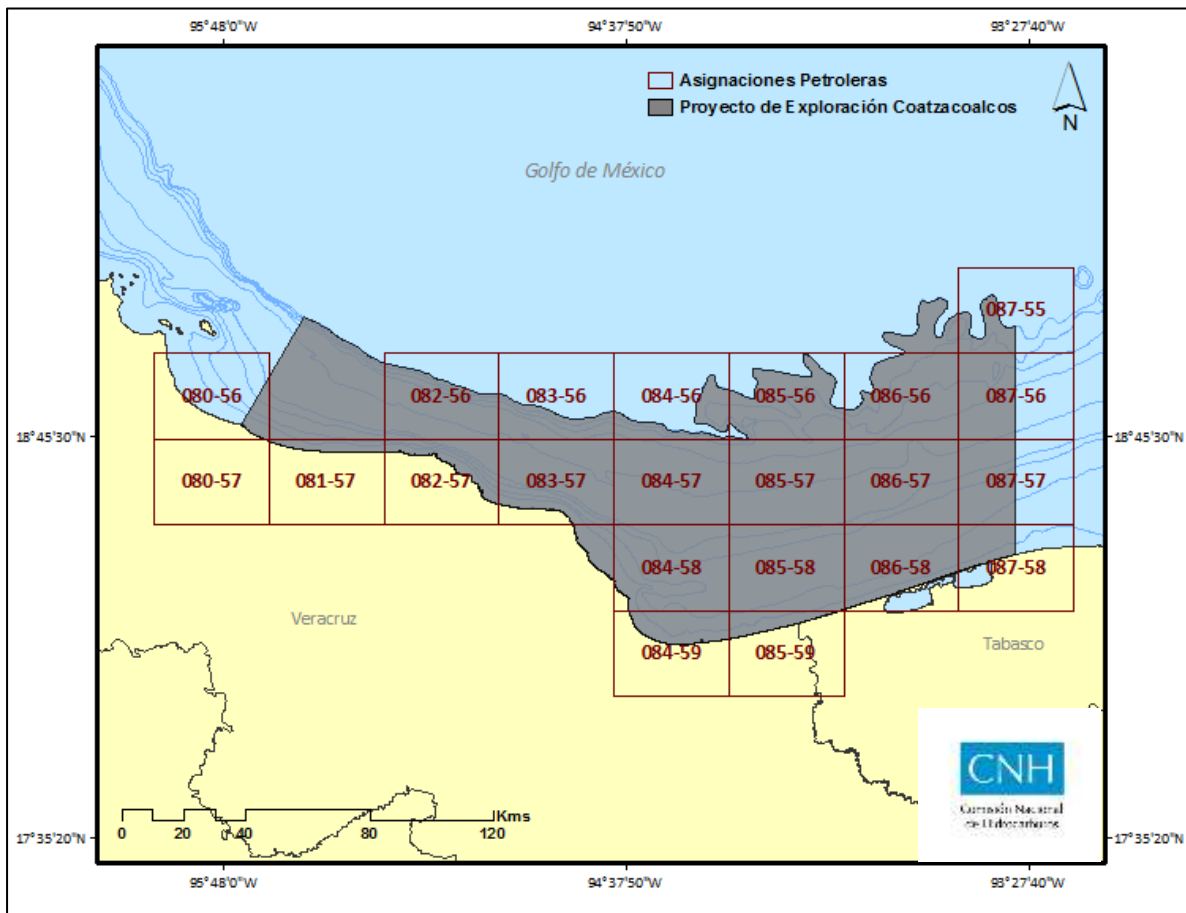 95°48'0"W 94°37'50"W 93°27'40"W
Asignaciones Petroleras
Proyecto de Exploración Coatzacoalcos
N
Golfo de México
087-55
080-56 082-56 083-56 084-56 085-56 086-56 087-56
18°45'30"N 18°45'30"N
080-57 081-57 082-57 083-57 084-57 085-57 086-57 087-57
084-58 085-58 086-58 087-58
Veracruz
Tabasco
084-59 085-59
CNH
Comisión Nacional
de Hidrocarburos
Kms
0 20 40 80 120
17°35'20"N 17°35'20"N
95°48'0"W 94°37'50"W 93°27'40"W